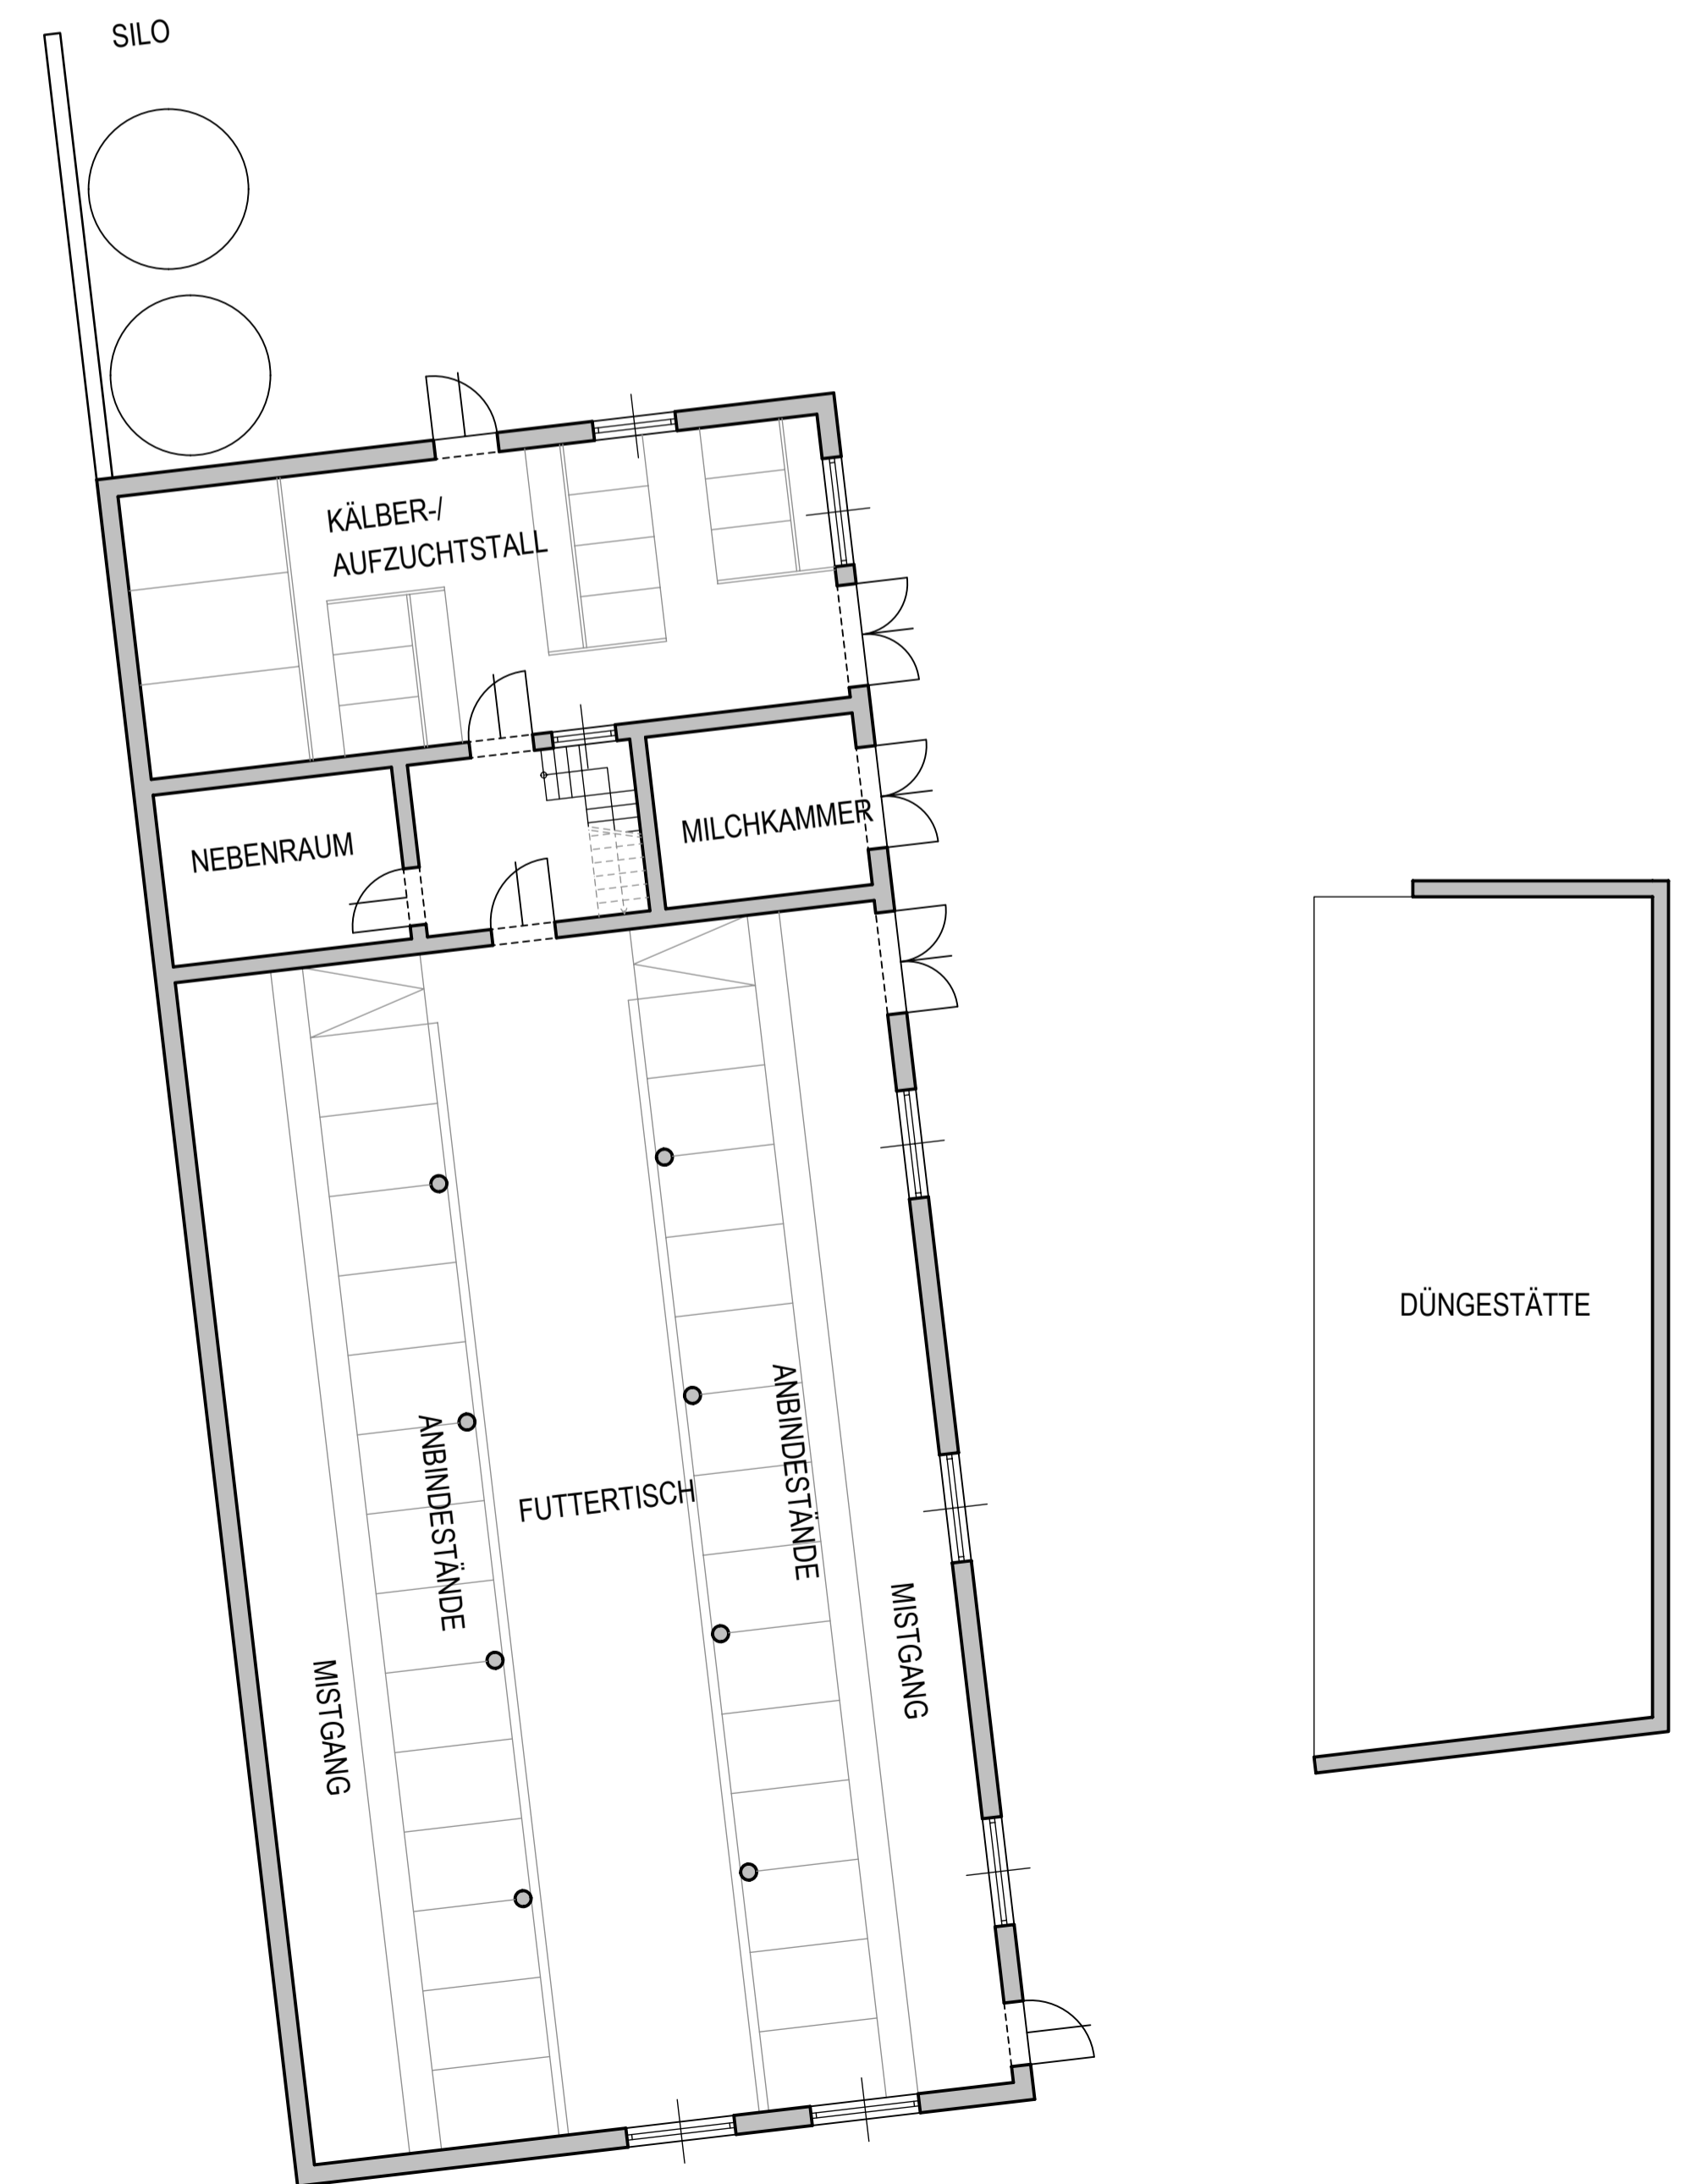 SILO
KÄLBER-/
AUFZUCHTSTALL
NEBENRAUM
MILCHKAMMER
DÜNGESTÄTTE
ANBINDESTÄNDE
ANBINDESTÄNDE
FUTTERTISCH
MISTGANG
MISTGANG